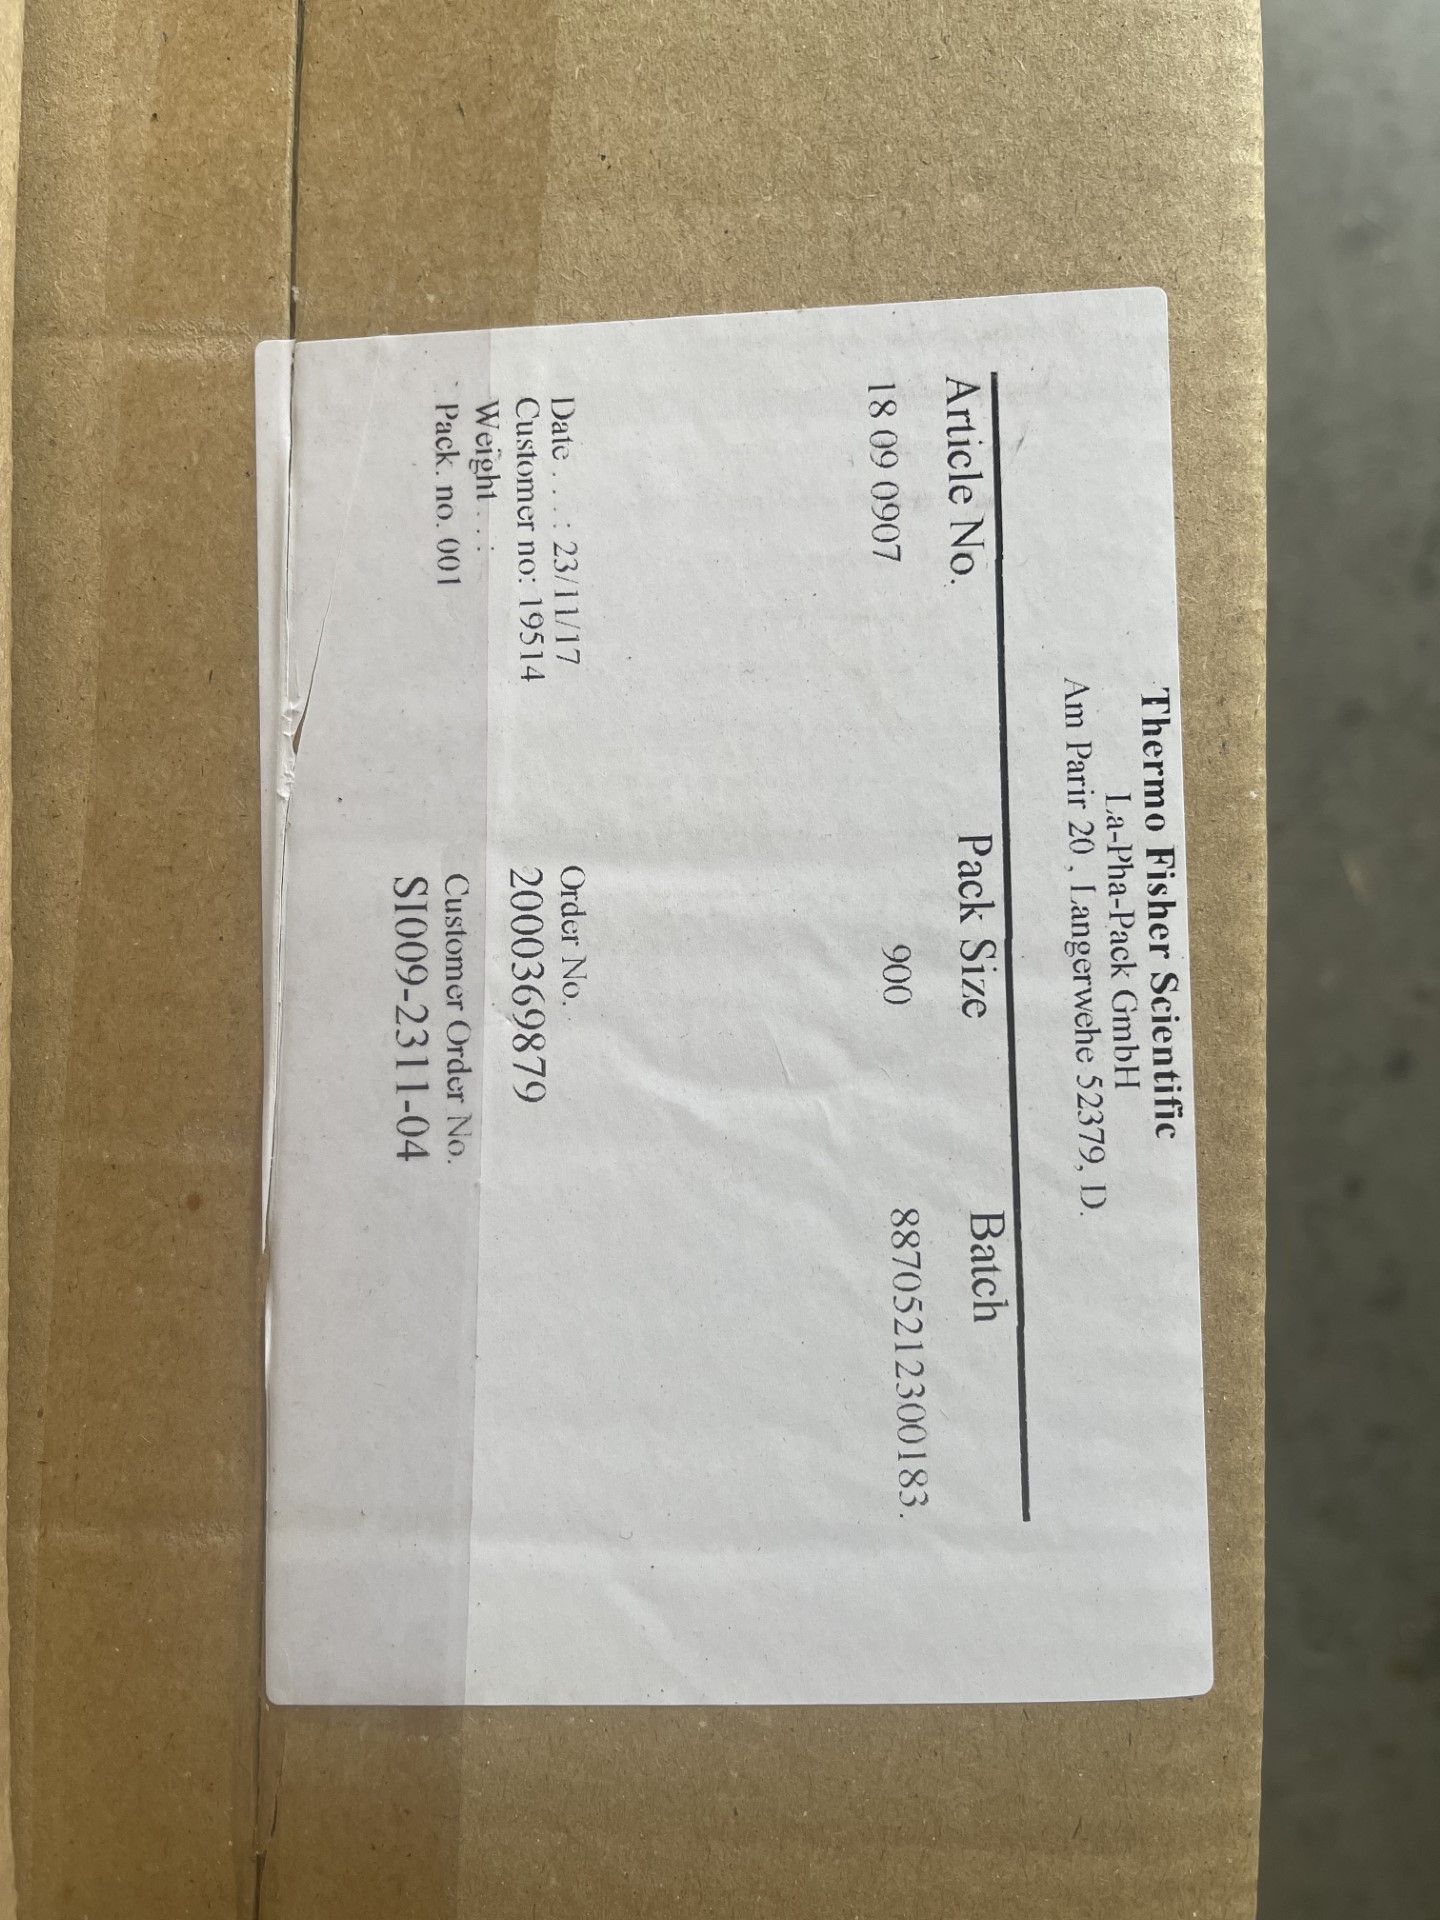 Thermo Fisher Scientific
La-Pha-Pack GmbH
Am Parir 20 , Langerwehe 52379, D.
Article No. Pack Size Batch
18 09 0907 900 8870521230018​3.
Date . . . : 23/11/17 Order No.
Customer no: 19514 2000369879
Weight . . :
Pack. no. 001 Customer Order No.
SI009-2311-04